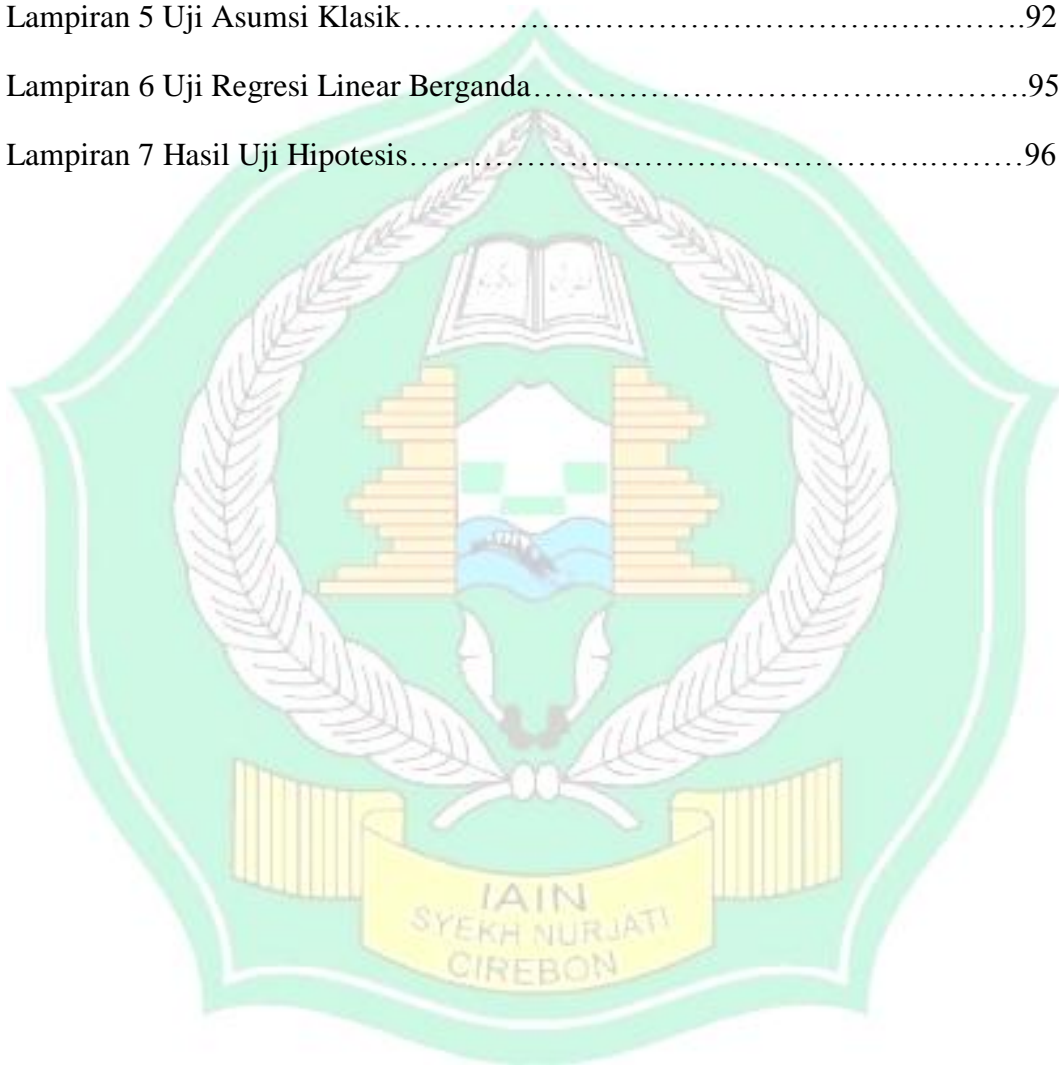 Lampiran 5 Uji Asumsi Klasik……………………………………………….……….92
Lampiran 6 Uji Regresi Linear Berganda……………………………….……………95
Lampiran 7 Hasil Uji Hipotesis……………………………………………….………96
IAIN
SYEKH NURJATI
CIREBON